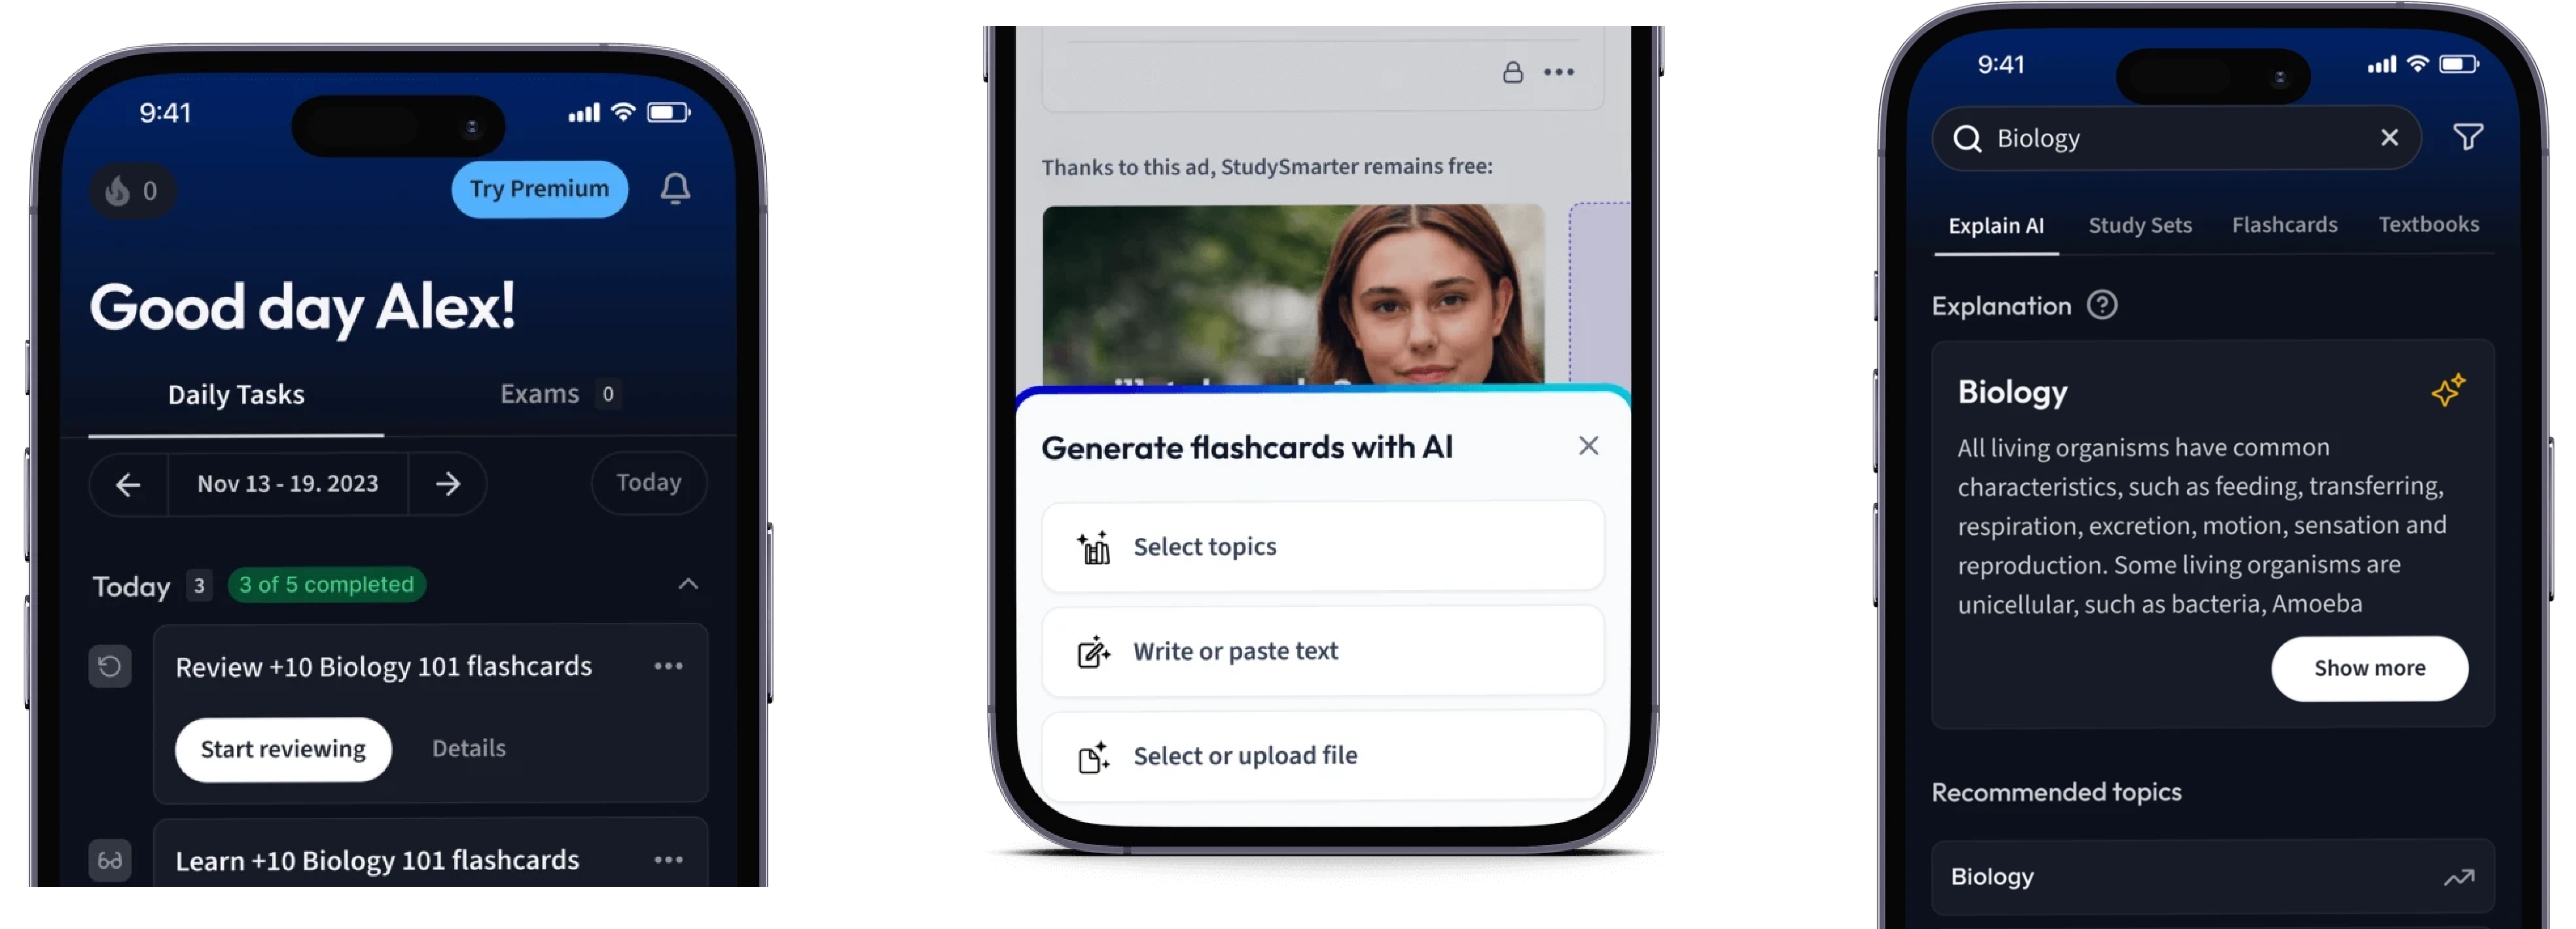 9:41
0
Try Premium
Good day Alex!
Daily Tasks
Exams 0
Nov 13 - 19. 2023
Today
Today 3 3 of 5 completed
Review +10 Biology 101 flashcards
Start reviewing
Details
Learn +10 Biology 101 flashcards
Thanks to this ad, StudySmarter remains free:
Generate flashcards with AI
Select topics
Write or paste text
Select or upload file
9:41
Biology
Explain AI
Study Sets
Flashcards
Textbooks
Explanation
Biology
All living organisms have common
characteristics, such as feeding, transferring,
respiration, excretion, motion, sensation and
reproduction. Some living organisms are
unicellular, such as bacteria, Amoeba
Show more
Recommended topics
Biology